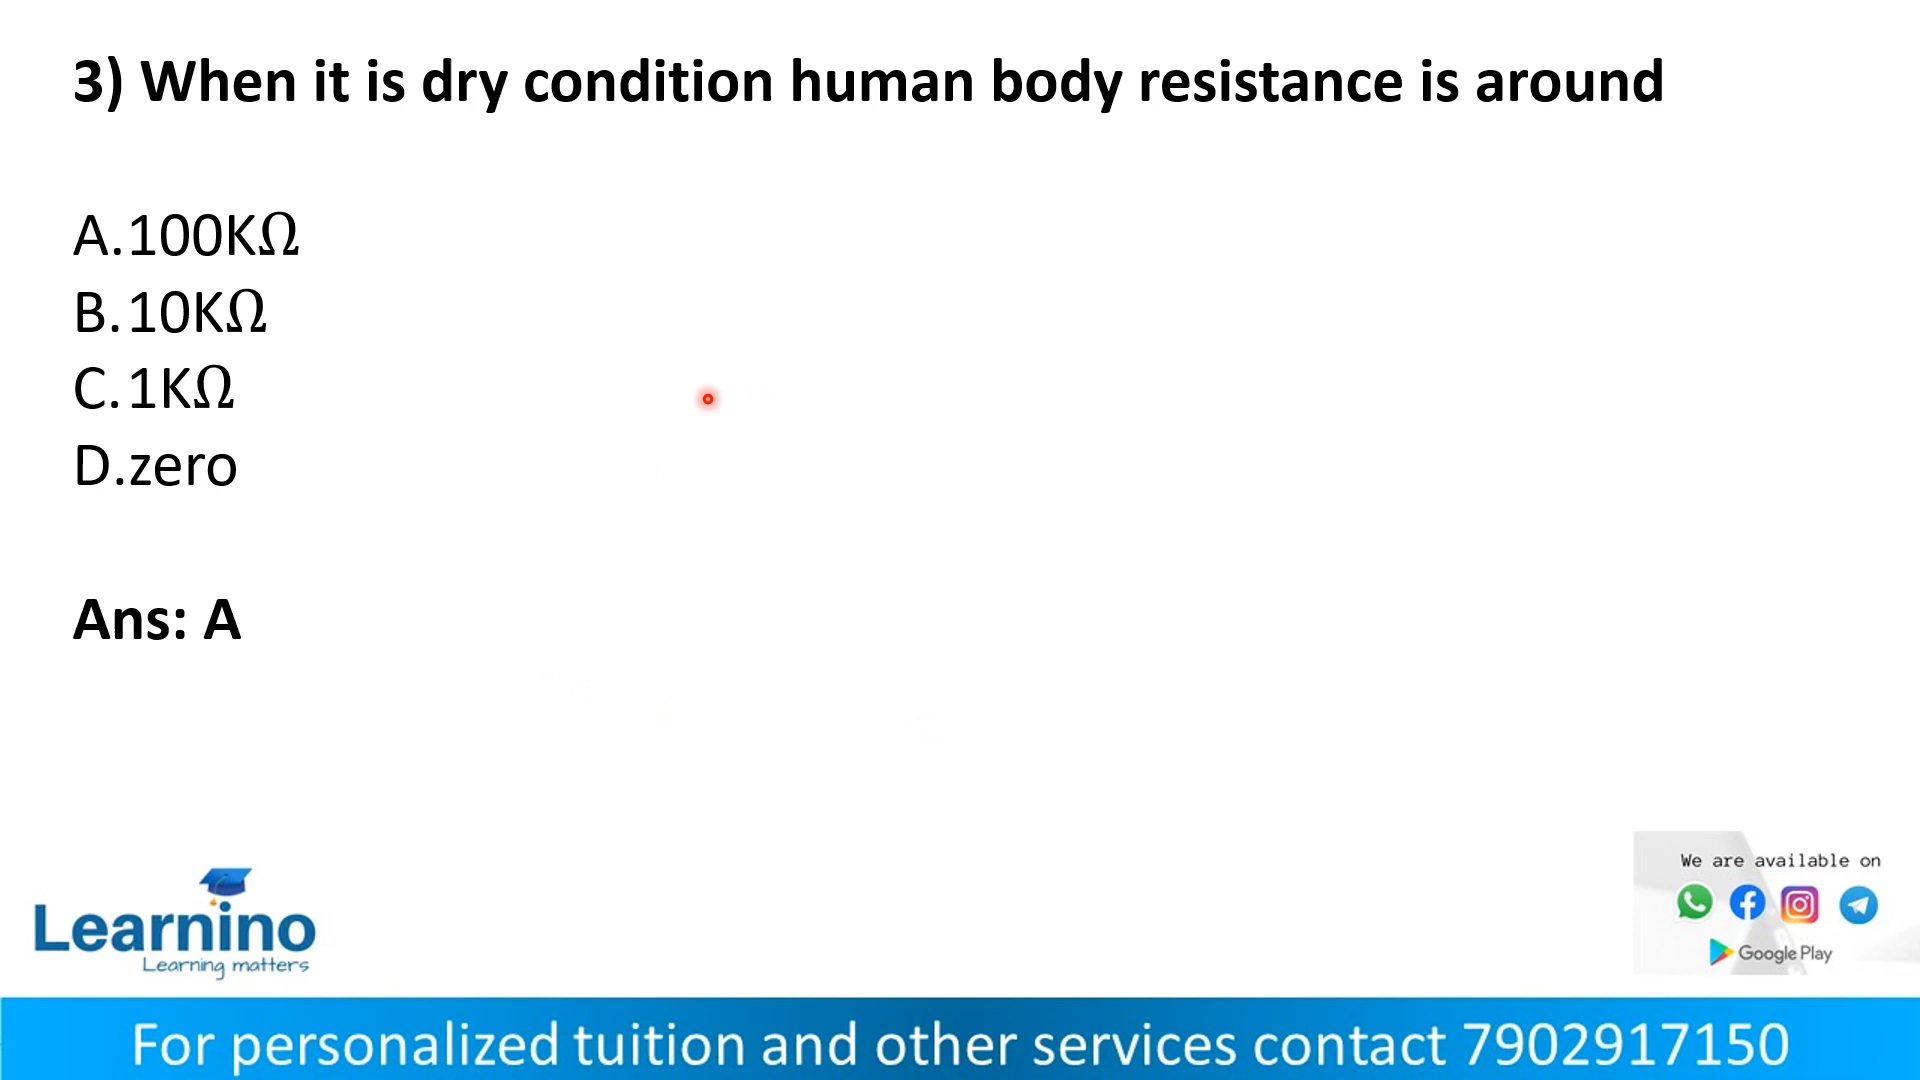 3) When it is dry condition human body resistance is around
A.100KΩ
B.10KΩ
C.1KΩ
D.zero
Ans: A
Learnino
Learning matters
We are available on
Google Play
For personalized tuition and other services contact 7902917150